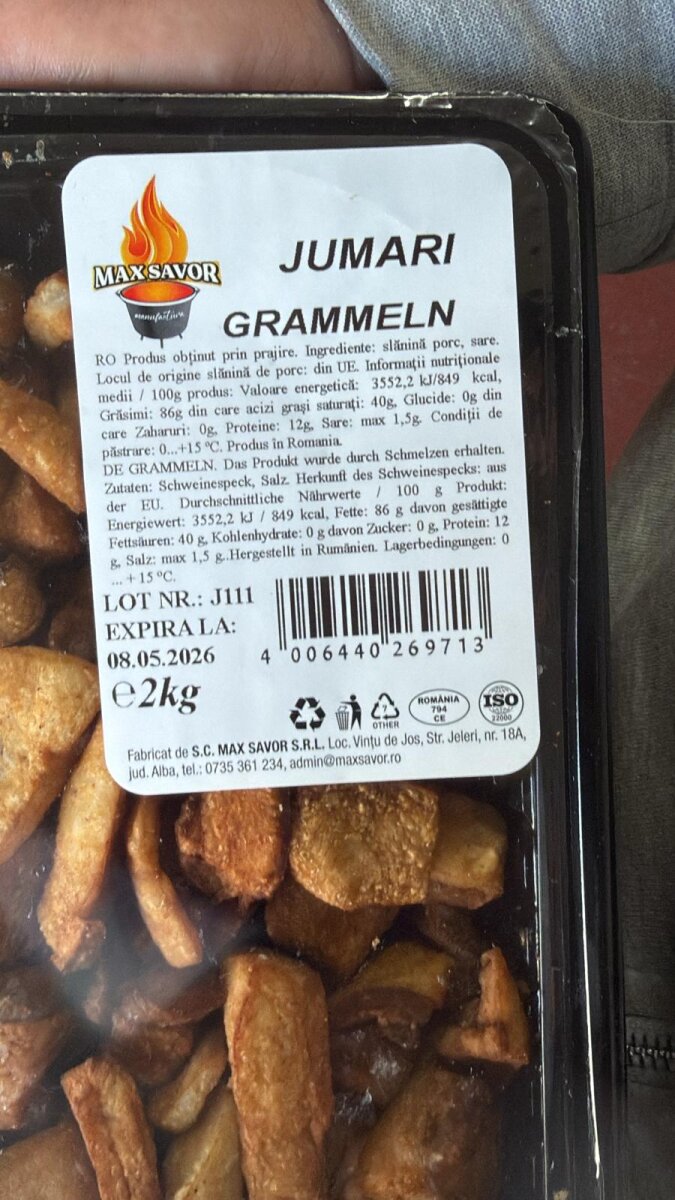 MAX SAVOR
manufactura
JUMARI
GRAMMELN
RO Produs obținut prin prajire. Ingrediente: slănină porc, sare.
Locul de origine slănină de porc: din UE. Informații nutriționale
medii / 100g produs: Valoare energetică: 3552,2 kJ/849 kcal,
Grăsimi: 86g din care acizi grași saturați: 40g, Glucide: 0g din
care Zaharuri: 0g, Proteine: 12g, Sare: max 1,5g. Condiții de
păstrare: 0...+15 ºC. Produs în Romania.
DE GRAMMELN. Das Produkt wurde durch Schmelzen erhalten.
Zutaten: Schweinespeck, Salz. Herkunft des Schweinespecks: aus
der EU. Durchschnittliche Nährwerte / 100 g Produkt:
Energiewert: 3552,2 kJ / 849 kcal, Fette: 86 g davon gesättigte
Fettsäuren: 40 g, Kohlenhydrate: 0 g davon Zucker: 0 g, Protein: 12
g, Salz: max 1,5 g..Hergestellt in Rumänien. Lagerbedingungen: 0
... + 15 ºC.
LOT NR.: J111
EXPIRA LA:
08.05.2026
4 006440 269713
℮2kg
?
OTHER
ROMÂNIA
794
CE
ISO
22000
Fabricat de S.C. MAX SAVOR S.R.L. Loc. Vințu de Jos, Str. Jeleri, nr. 18A,
jud. Alba, tel.: 0735 361 234, admin@maxsavor.ro